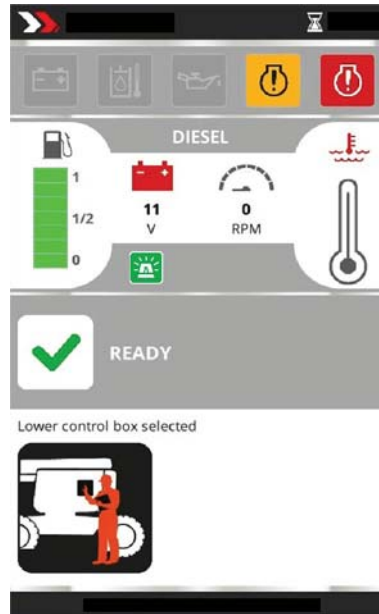 DIESEL
1
1/2
0
11
V
0
RPM
READY
Lower control box selected